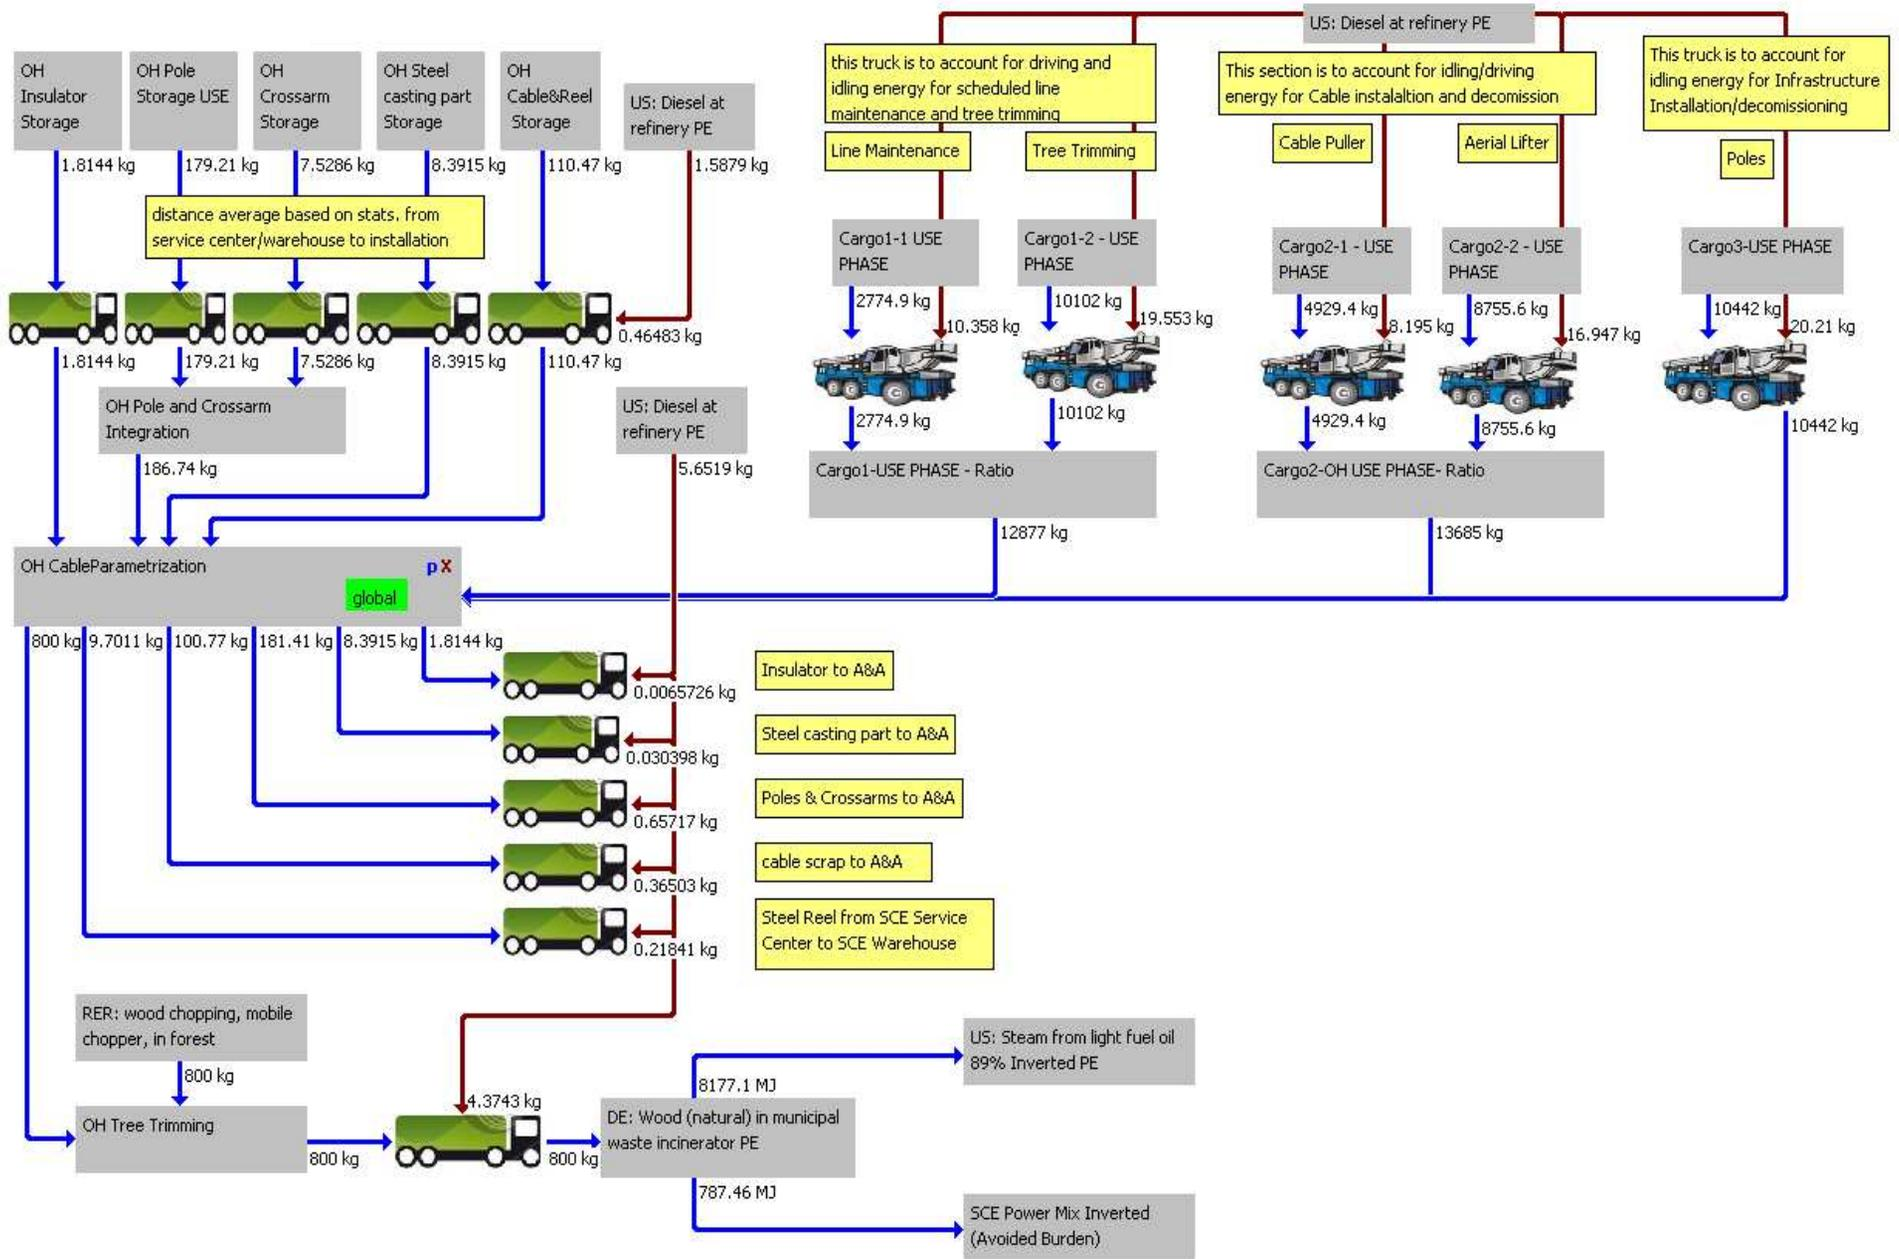 US: Diesel at refinery PE
OH
Insulator
Storage
OH Pole
Storage USE
OH
Crossarm
Storage
OH Steel
casting part
Storage
OH
Cable&Reel
Storage
US: Diesel at
refinery PE
this truck is to account for driving and
idling energy for scheduled line
maintenance and tree trimming
This section is to account for idling/driving
energy for Cable instalaltion and decomission
This truck is to account for
idling energy for Infrastructure
Installation/decomissioning
Line Maintenance
Tree Trimming
Cable Puller
Aerial Lifter
Poles
1.8144 kg
179.21 kg
7.5286 kg
8.3915 kg
110.47 kg
1.5879 kg
distance average based on stats. from
service center/warehouse to installation
Cargo1-1 USE
PHASE
Cargo1-2 - USE
PHASE
Cargo2-1 - USE
PHASE
Cargo2-2 - USE
PHASE
Cargo3-USE PHASE
2774.9 kg
10.358 kg
10102 kg
19.553 kg
4929.4 kg
8.195 kg
8755.6 kg
16.947 kg
10442 kg
20.21 kg
0.46483 kg
1.8144 kg
179.21 kg
7.5286 kg
8.3915 kg
110.47 kg
2774.9 kg
10102 kg
4929.4 kg
8755.6 kg
10442 kg
OH Pole and Crossarm
Integration
US: Diesel at
refinery PE
186.74 kg
5.6519 kg
Cargo1-USE PHASE - Ratio
Cargo2-OH USE PHASE- Ratio
12877 kg
13685 kg
OH CableParametrization
p X
global
800 kg
9.7011 kg
100.77 kg
181.41 kg
8.3915 kg
1.8144 kg
0.0065726 kg
Insulator to A&A
0.030398 kg
Steel casting part to A&A
0.65717 kg
Poles & Crossarms to A&A
0.36503 kg
cable scrap to A&A
0.21841 kg
Steel Reel from SCE Service
Center to SCE Warehouse
RER: wood chopping, mobile
chopper, in forest
800 kg
OH Tree Trimming
800 kg
4.3743 kg
800 kg
DE: Wood (natural) in municipal
waste incinerator PE
8177.1 MJ
US: Steam from light fuel oil
89% Inverted PE
787.46 MJ
SCE Power Mix Inverted
(Avoided Burden)